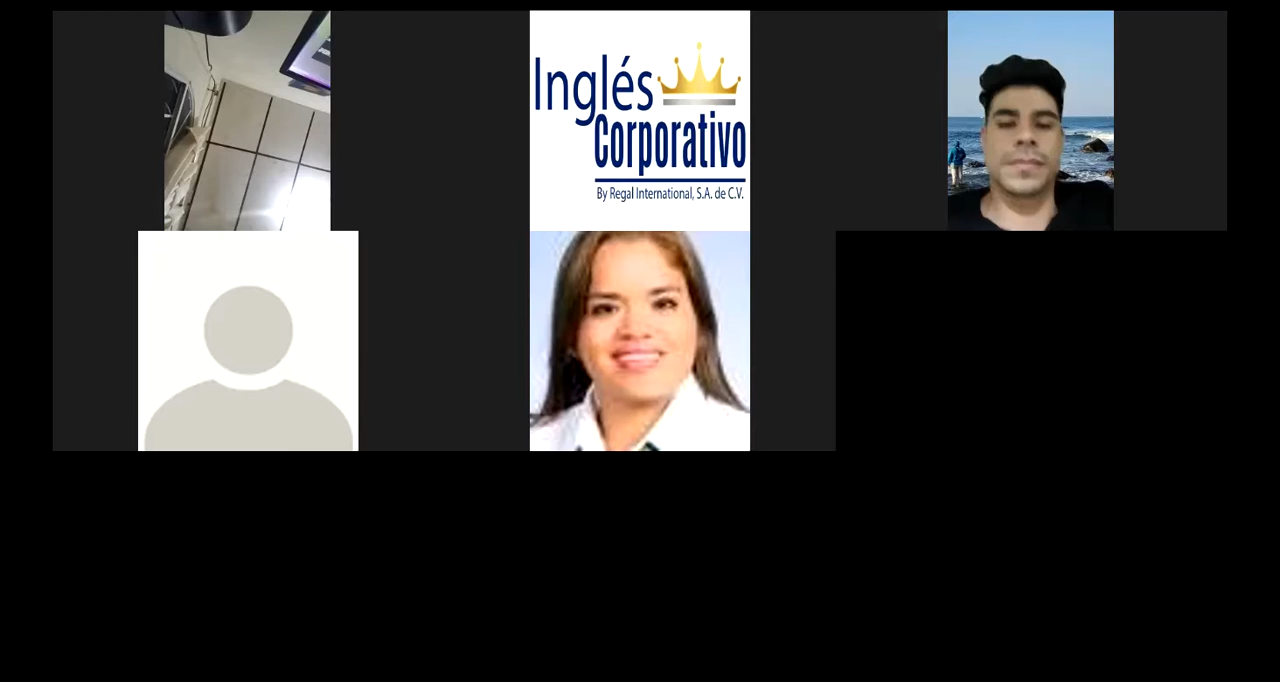 Inglés
Corporativo
By Regal International, S.A. de C.V.